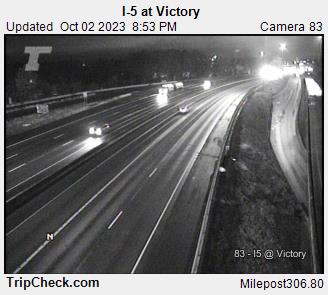 I-5 at Victory
Updated Oct 02 2023 8:53 PM Camera 83
T
N
83 - I5 @ Victory
TripCheck.com Milepost306.80